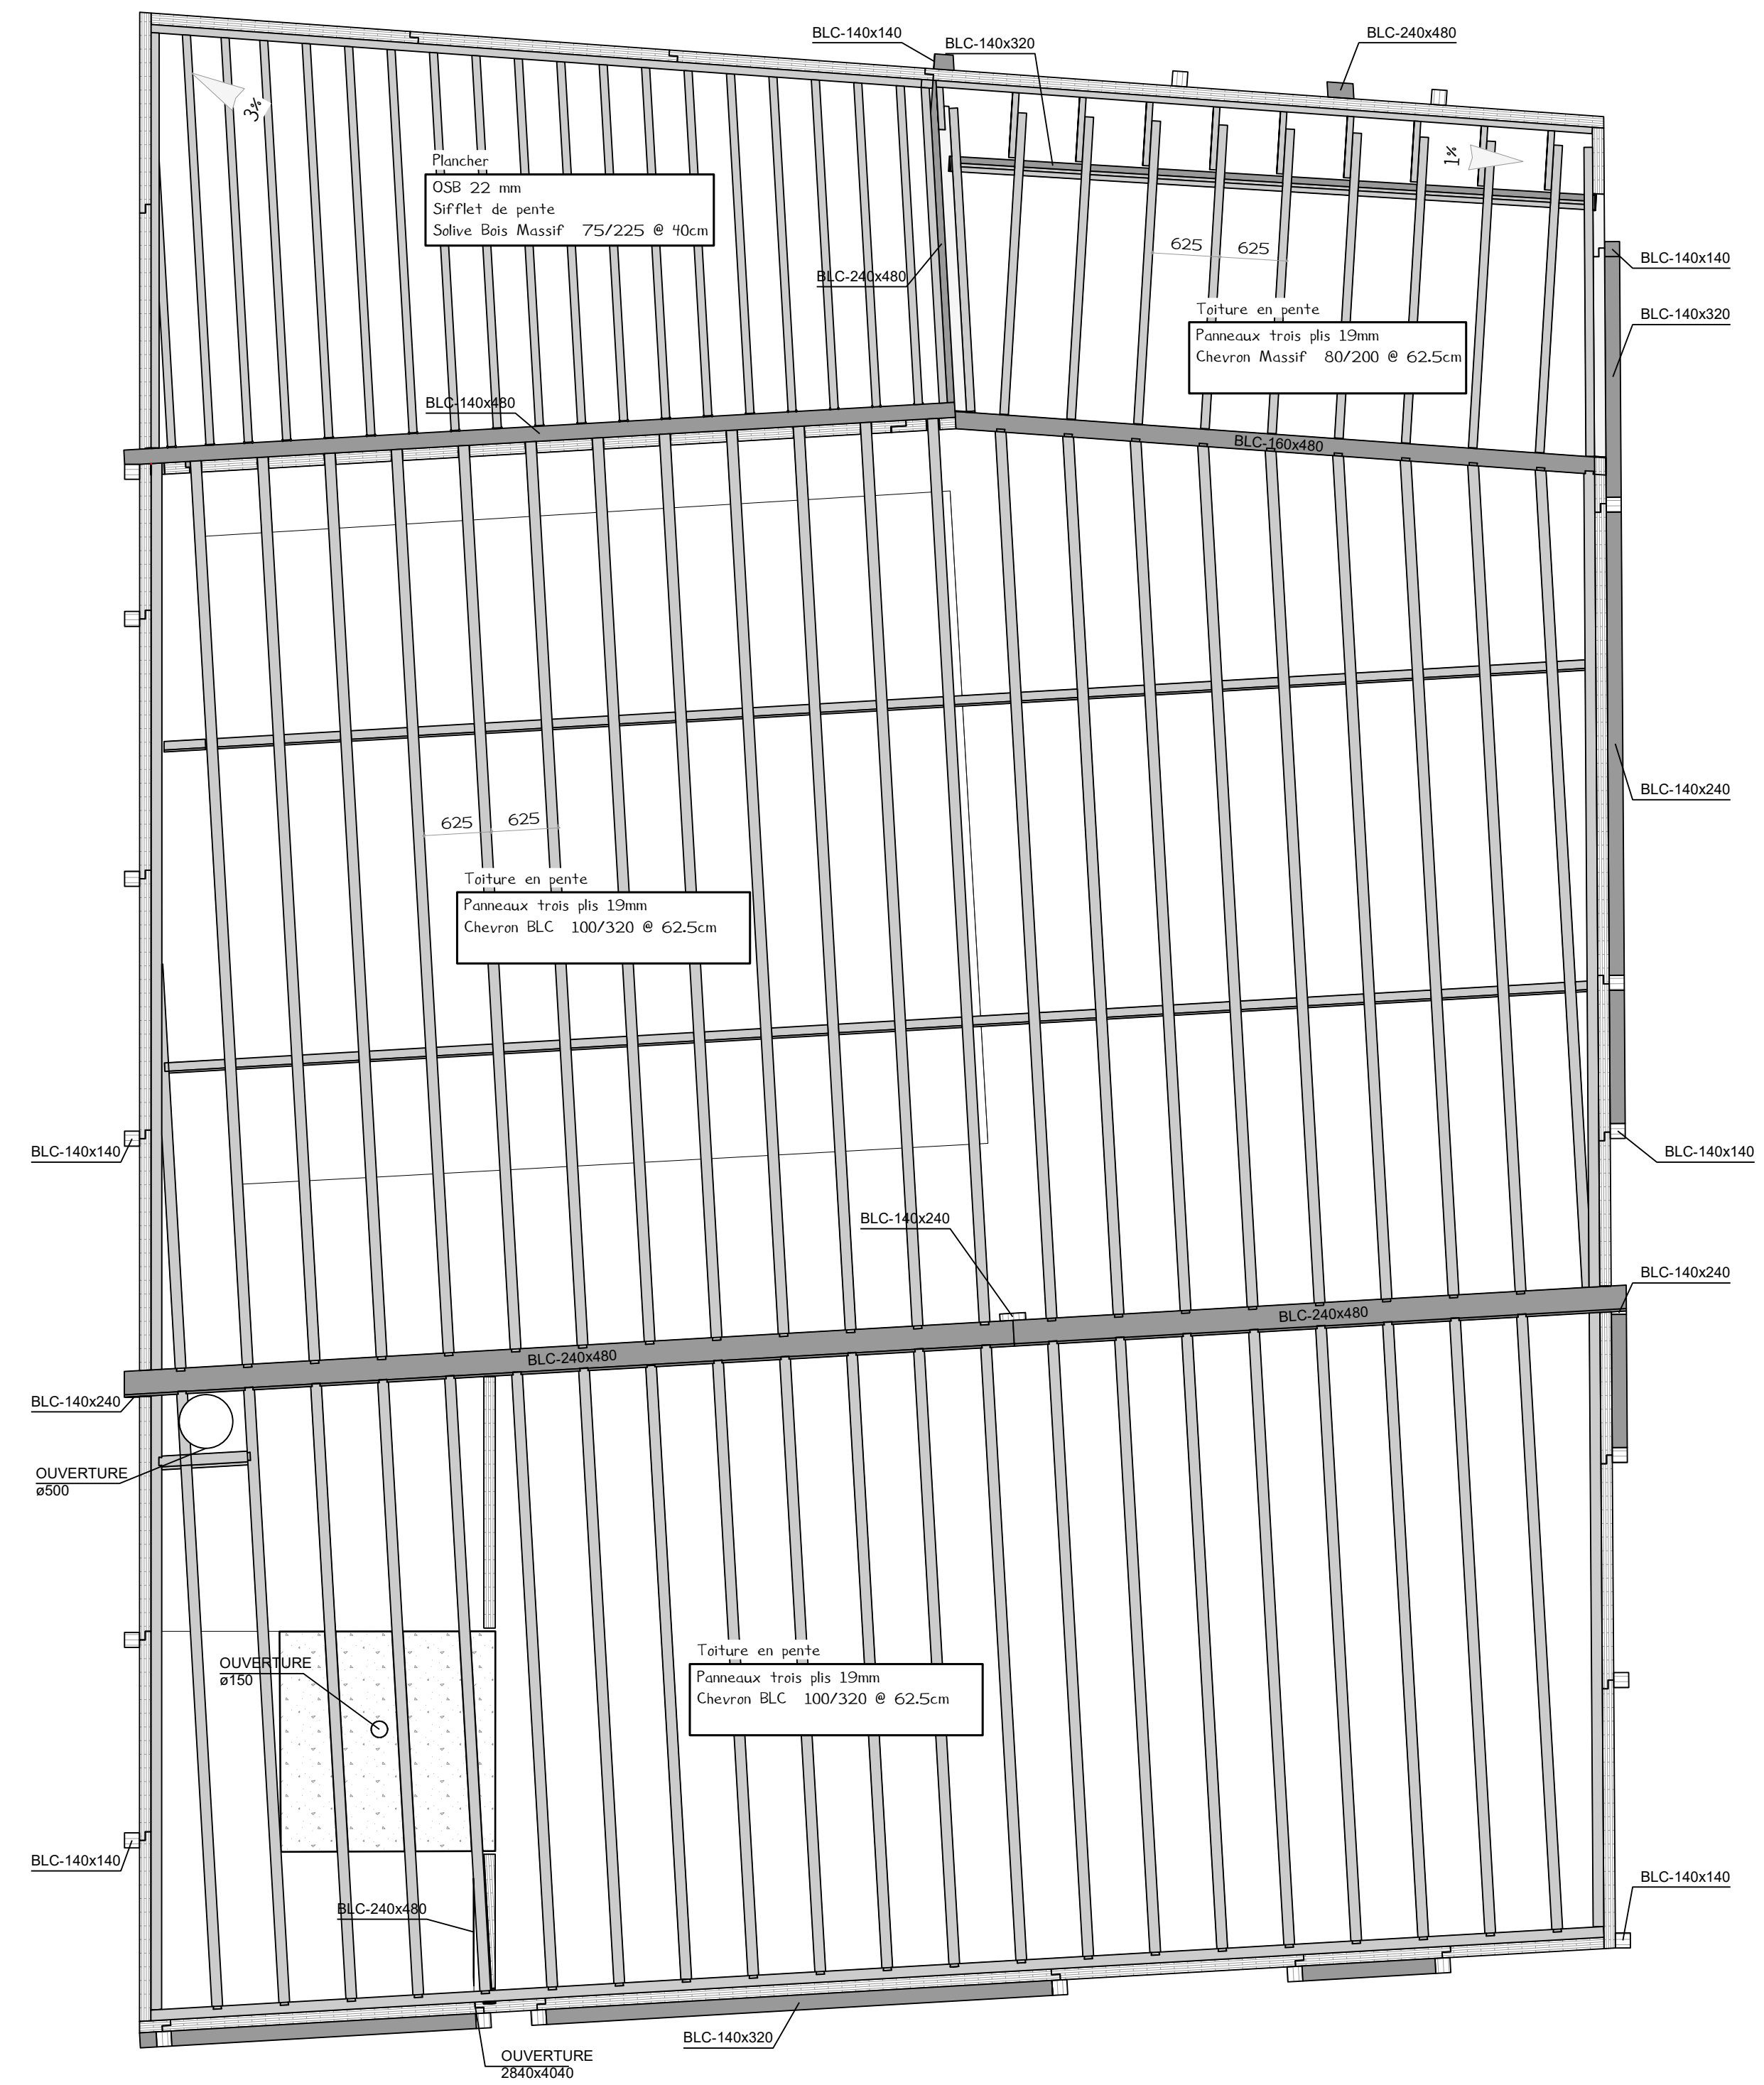 BLC-140x140
BLC-140x320
BLC-240x480
3%
Plancher
OSB 22 mm
Sifflet de pente
Solive Bois Massif 75/225 @ 40cm
1%
625 625
BLC-140x140
BLC-240x480
Toiture en pente
Panneaux trois plis 19mm
Chevron Massif 80/200 @ 62.5cm
BLC-140x320
BLC-140x480
BLC-160x480
BLC-140x240
625 625
Toiture en pente
Panneaux trois plis 19mm
Chevron BLC 100/320 @ 62.5cm
BLC-140x140
BLC-140x140
BLC-140x240
BLC-140x240
BLC-240x480
BLC-240x480
BLC-140x240
OUVERTURE
ø500
OUVERTURE
ø150
Toiture en pente
Panneaux trois plis 19mm
Chevron BLC 100/320 @ 62.5cm
BLC-140x140
BLC-140x140
BLC-240x480
BLC-140x320
OUVERTURE
2840x4040